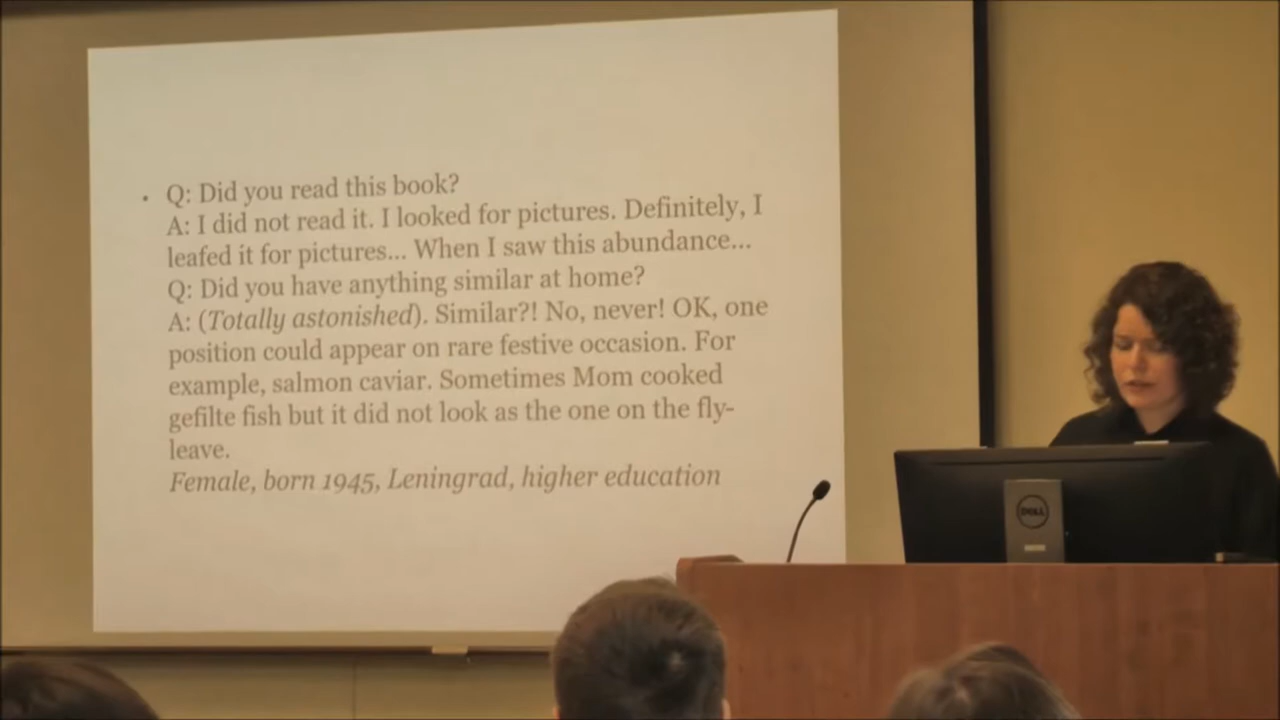 • Q: Did you read this book?
A: I did not read it. I looked for pictures. Definitely, I
leafed it for pictures... When I saw this abundance...
Q: Did you have anything similar at home?
A: (Totally astonished). Similar?! No, never! OK, one
position could appear on rare festive occasion. For
example, salmon caviar. Sometimes Mom cooked
gefilte fish but it did not look as the one on the fly-
leave.
Female, born 1945, Leningrad, higher education
DELL